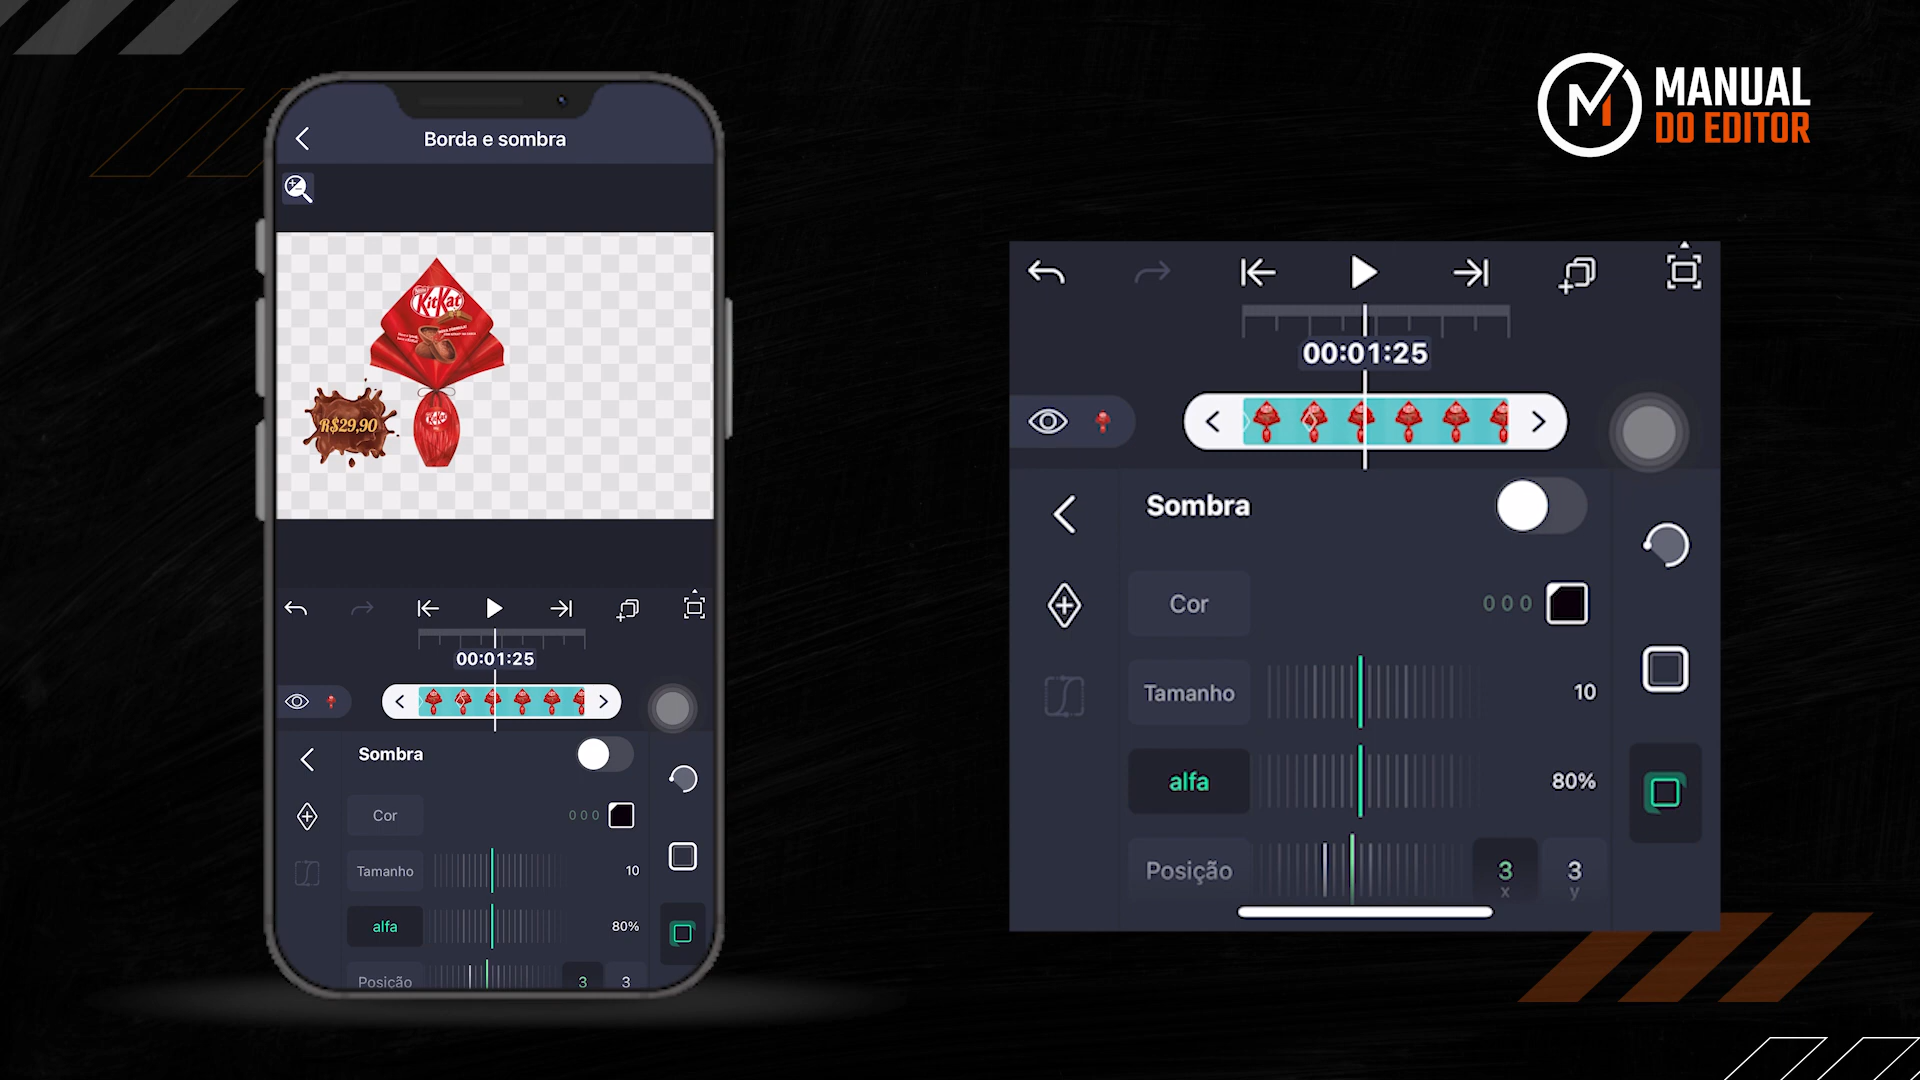 Borda e sombra
KitKat
R$29,90
KitKat
00:01:25
Sombra
Cor
0 0 0
Tamanho
10
alfa
80%
Posição
3
3
MANUAL
DO EDITOR
00:01:25
Sombra
Cor
0 0 0
Tamanho
10
alfa
80%
Posição
3
x
3
y